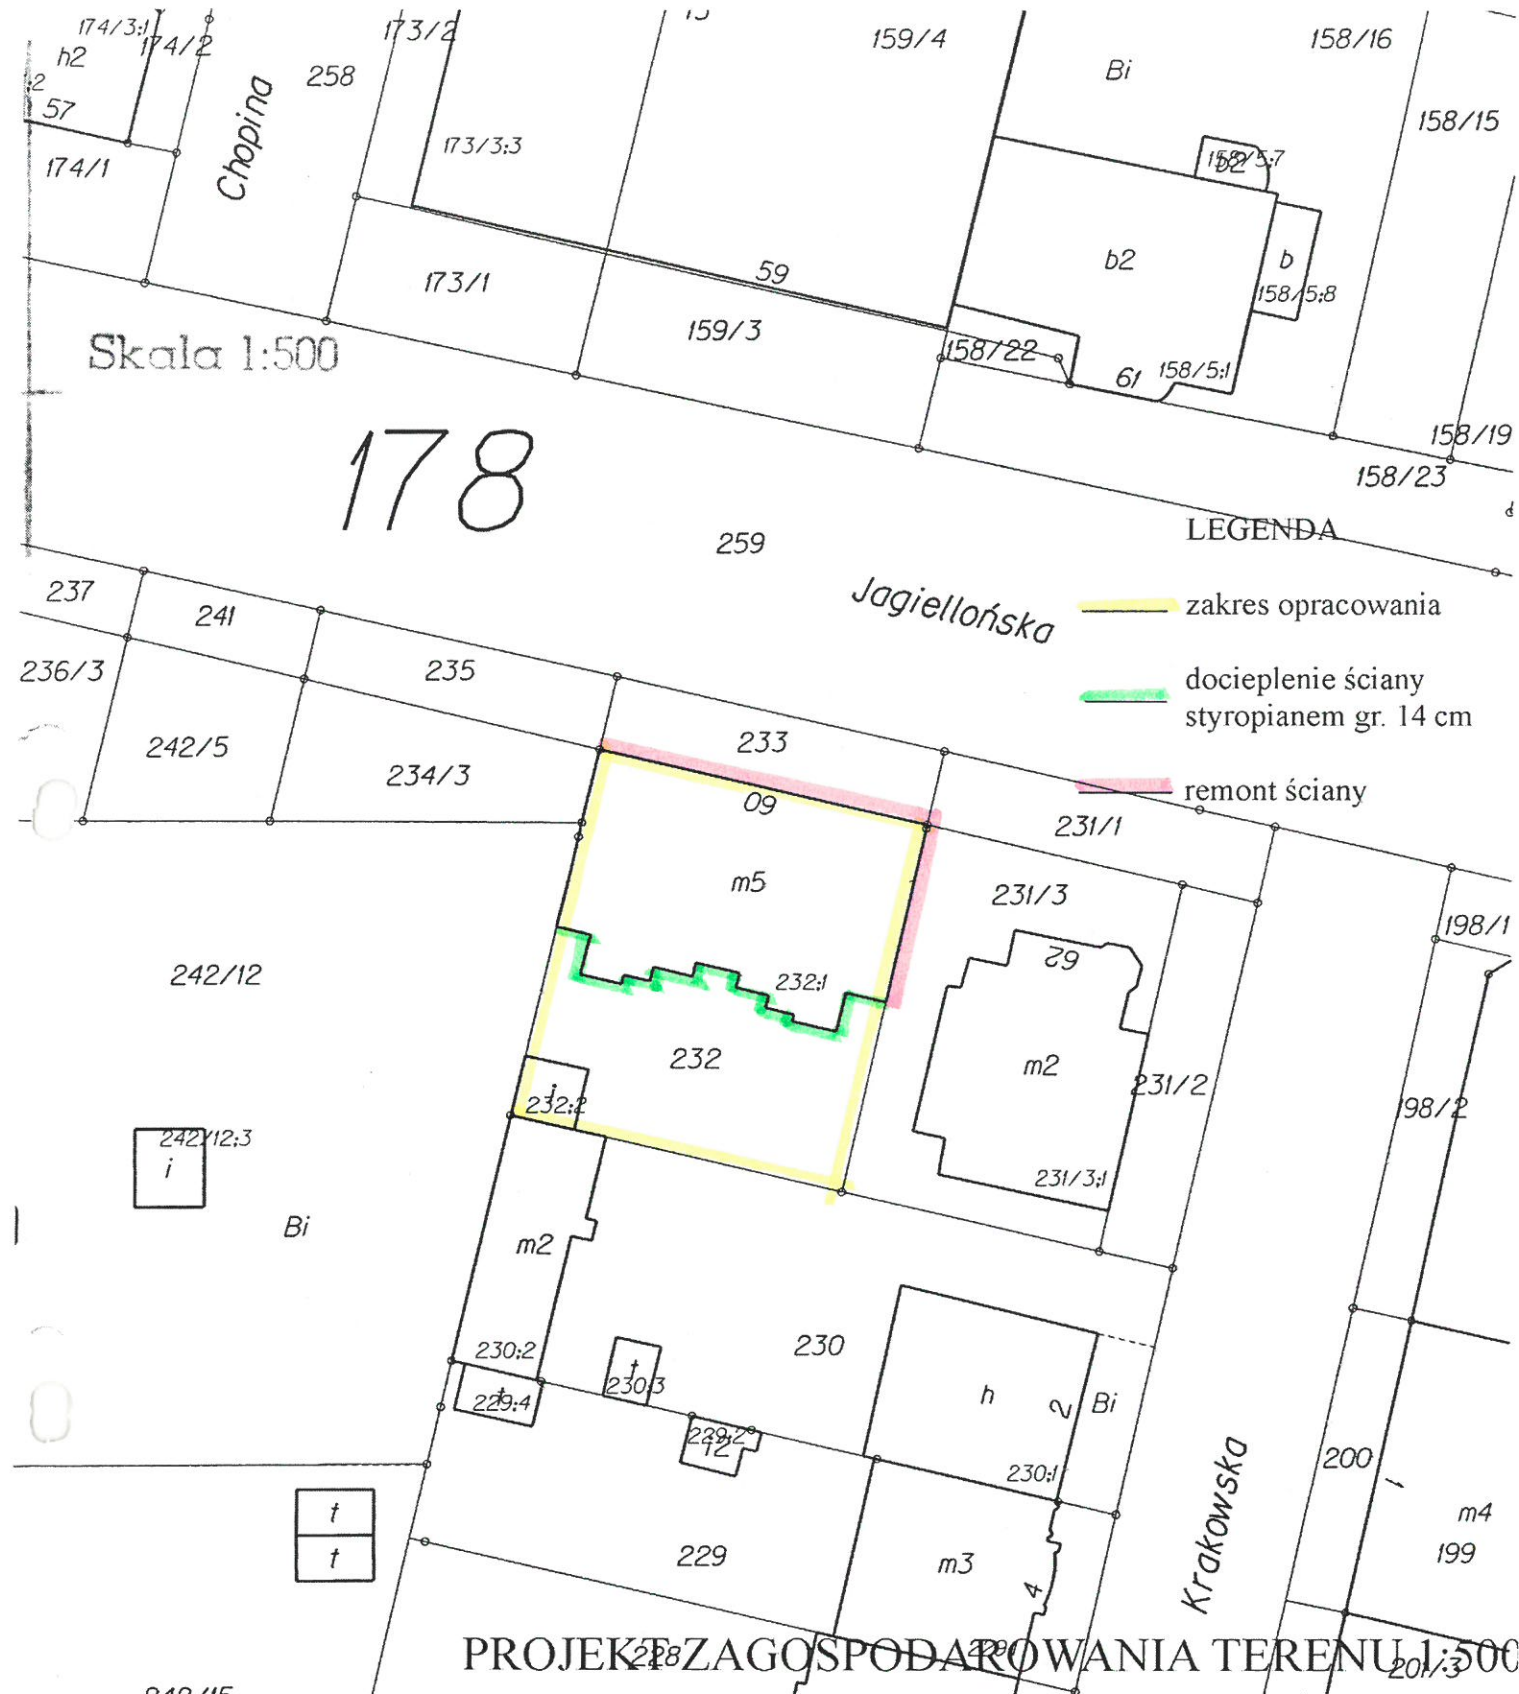 174/3;1
174/2
173/2
159/4
158/16
h2
258
Bi
57
Chopina
158/15
173/3;3
158/5;7
b2
174/1
b2
b
173/1
59
158/5;8
159/3
158/22
Skala 1:500
61
158/5;1
178
158/19
158/23
LEGENDA
259
Jagiellońska
zakres opracowania
237
241
235
236/3
docieplenie ściany
styropianem gr. 14 cm
233
242/5
234/3
remont ściany
60
231/1
m5
231/3
198/1
62
242/12
232;1
232
m2
231/2
198/2
i
232;2
242/12;3
i
231/3;1
Bi
m2
230;2
230
t
230;3
t
229;4
h
2
Bi
229;2
i2
230;1
200
Krakowska
t
t
m4
199
229
m3
4
PROJEKT ZAGOSPODAROWANIA TERENU 1:500
228
201/3